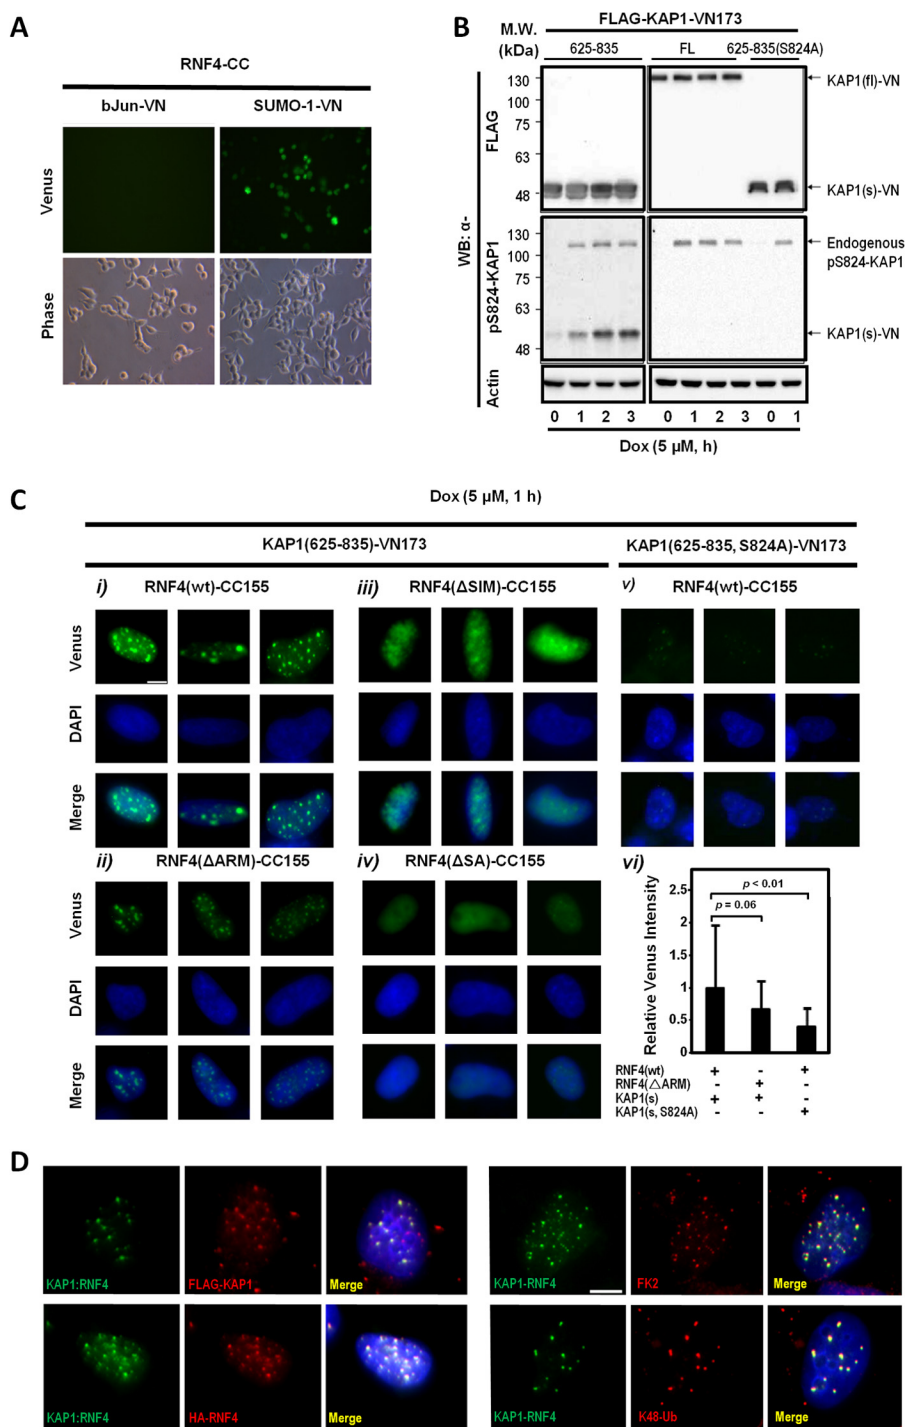 A
RNF4-CC
bJun-VN SUMO-1-VN
Venus
Phase
B
FLAG-KAP1-VN173
M.W.
(kDa)
625-835 FL 625-835(S824A)
WB: α-
FLAG
130
100
75
63
48
KAP1(fl)-VN
KAP1(s)-VN
pS824-KAP1
130
100
75
63
48
Endogenous
pS824-KAP1
KAP1(s)-VN
Actin
0 1 2 3 0 1 2 3 0 1
Dox (5 μM, h)
C
Dox (5 μM, 1 h)
KAP1(625-835)-VN173 KAP1(625-835, S824A)-VN173
i) RNF4(wt)-CC155 iii) RNF4(ΔSIM)-CC155 v) RNF4(wt)-CC155
Venus
DAPI
Merge
ii) RNF4(ΔARM)-CC155 iv) RNF4(ΔSA)-CC155 vi)
Venus
DAPI
Merge
Relative Venus Intensity
2.5
2
1.5
1
0.5
0
p < 0.01
p = 0.06
RNF4(wt) + - +
RNF4(△ARM) - + -
KAP1(s) + + -
KAP1(s, S824A) - - +
D
KAP1:RNF4 FLAG-KAP1 Merge KAP1-RNF4 FK2 Merge
KAP1:RNF4 HA-RNF4 Merge KAP1-RNF4 K48-Ub Merge